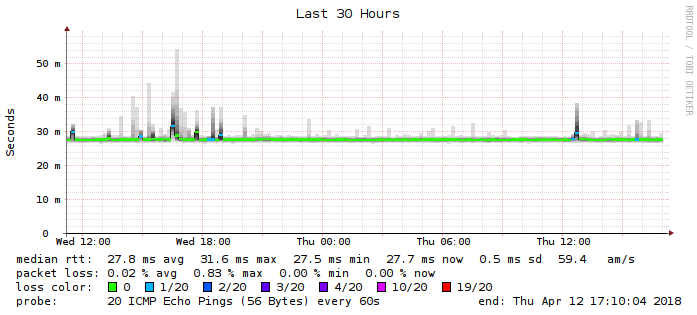 Last 30 Hours
RRDTOOL / TOBI OETIKER
Seconds
50 m
40 m
30 m
20 m
10 m
0
Wed 12:00 Wed 18:00 Thu 00:00 Thu 06:00 Thu 12:00
median rtt: 27.8 ms avg 31.6 ms max 27.5 ms min 27.7 ms now 0.5 ms sd 59.4 am/s
packet loss: 0.02 % avg 0.83 % max 0.00 % min 0.00 % now
loss color: 0 1/20 2/20 3/20 4/20 10/20 19/20
probe: 20 ICMP Echo Pings (56 Bytes) every 60s end: Thu Apr 12 17:10:04 2018